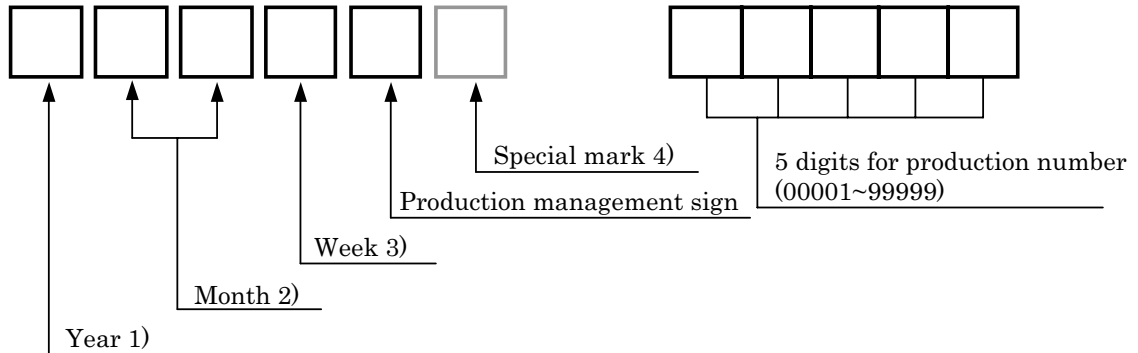 Special mark 4)
5 digits for production number
(00001~99999)
Production management sign
Week 3)
Month 2)
Year 1)